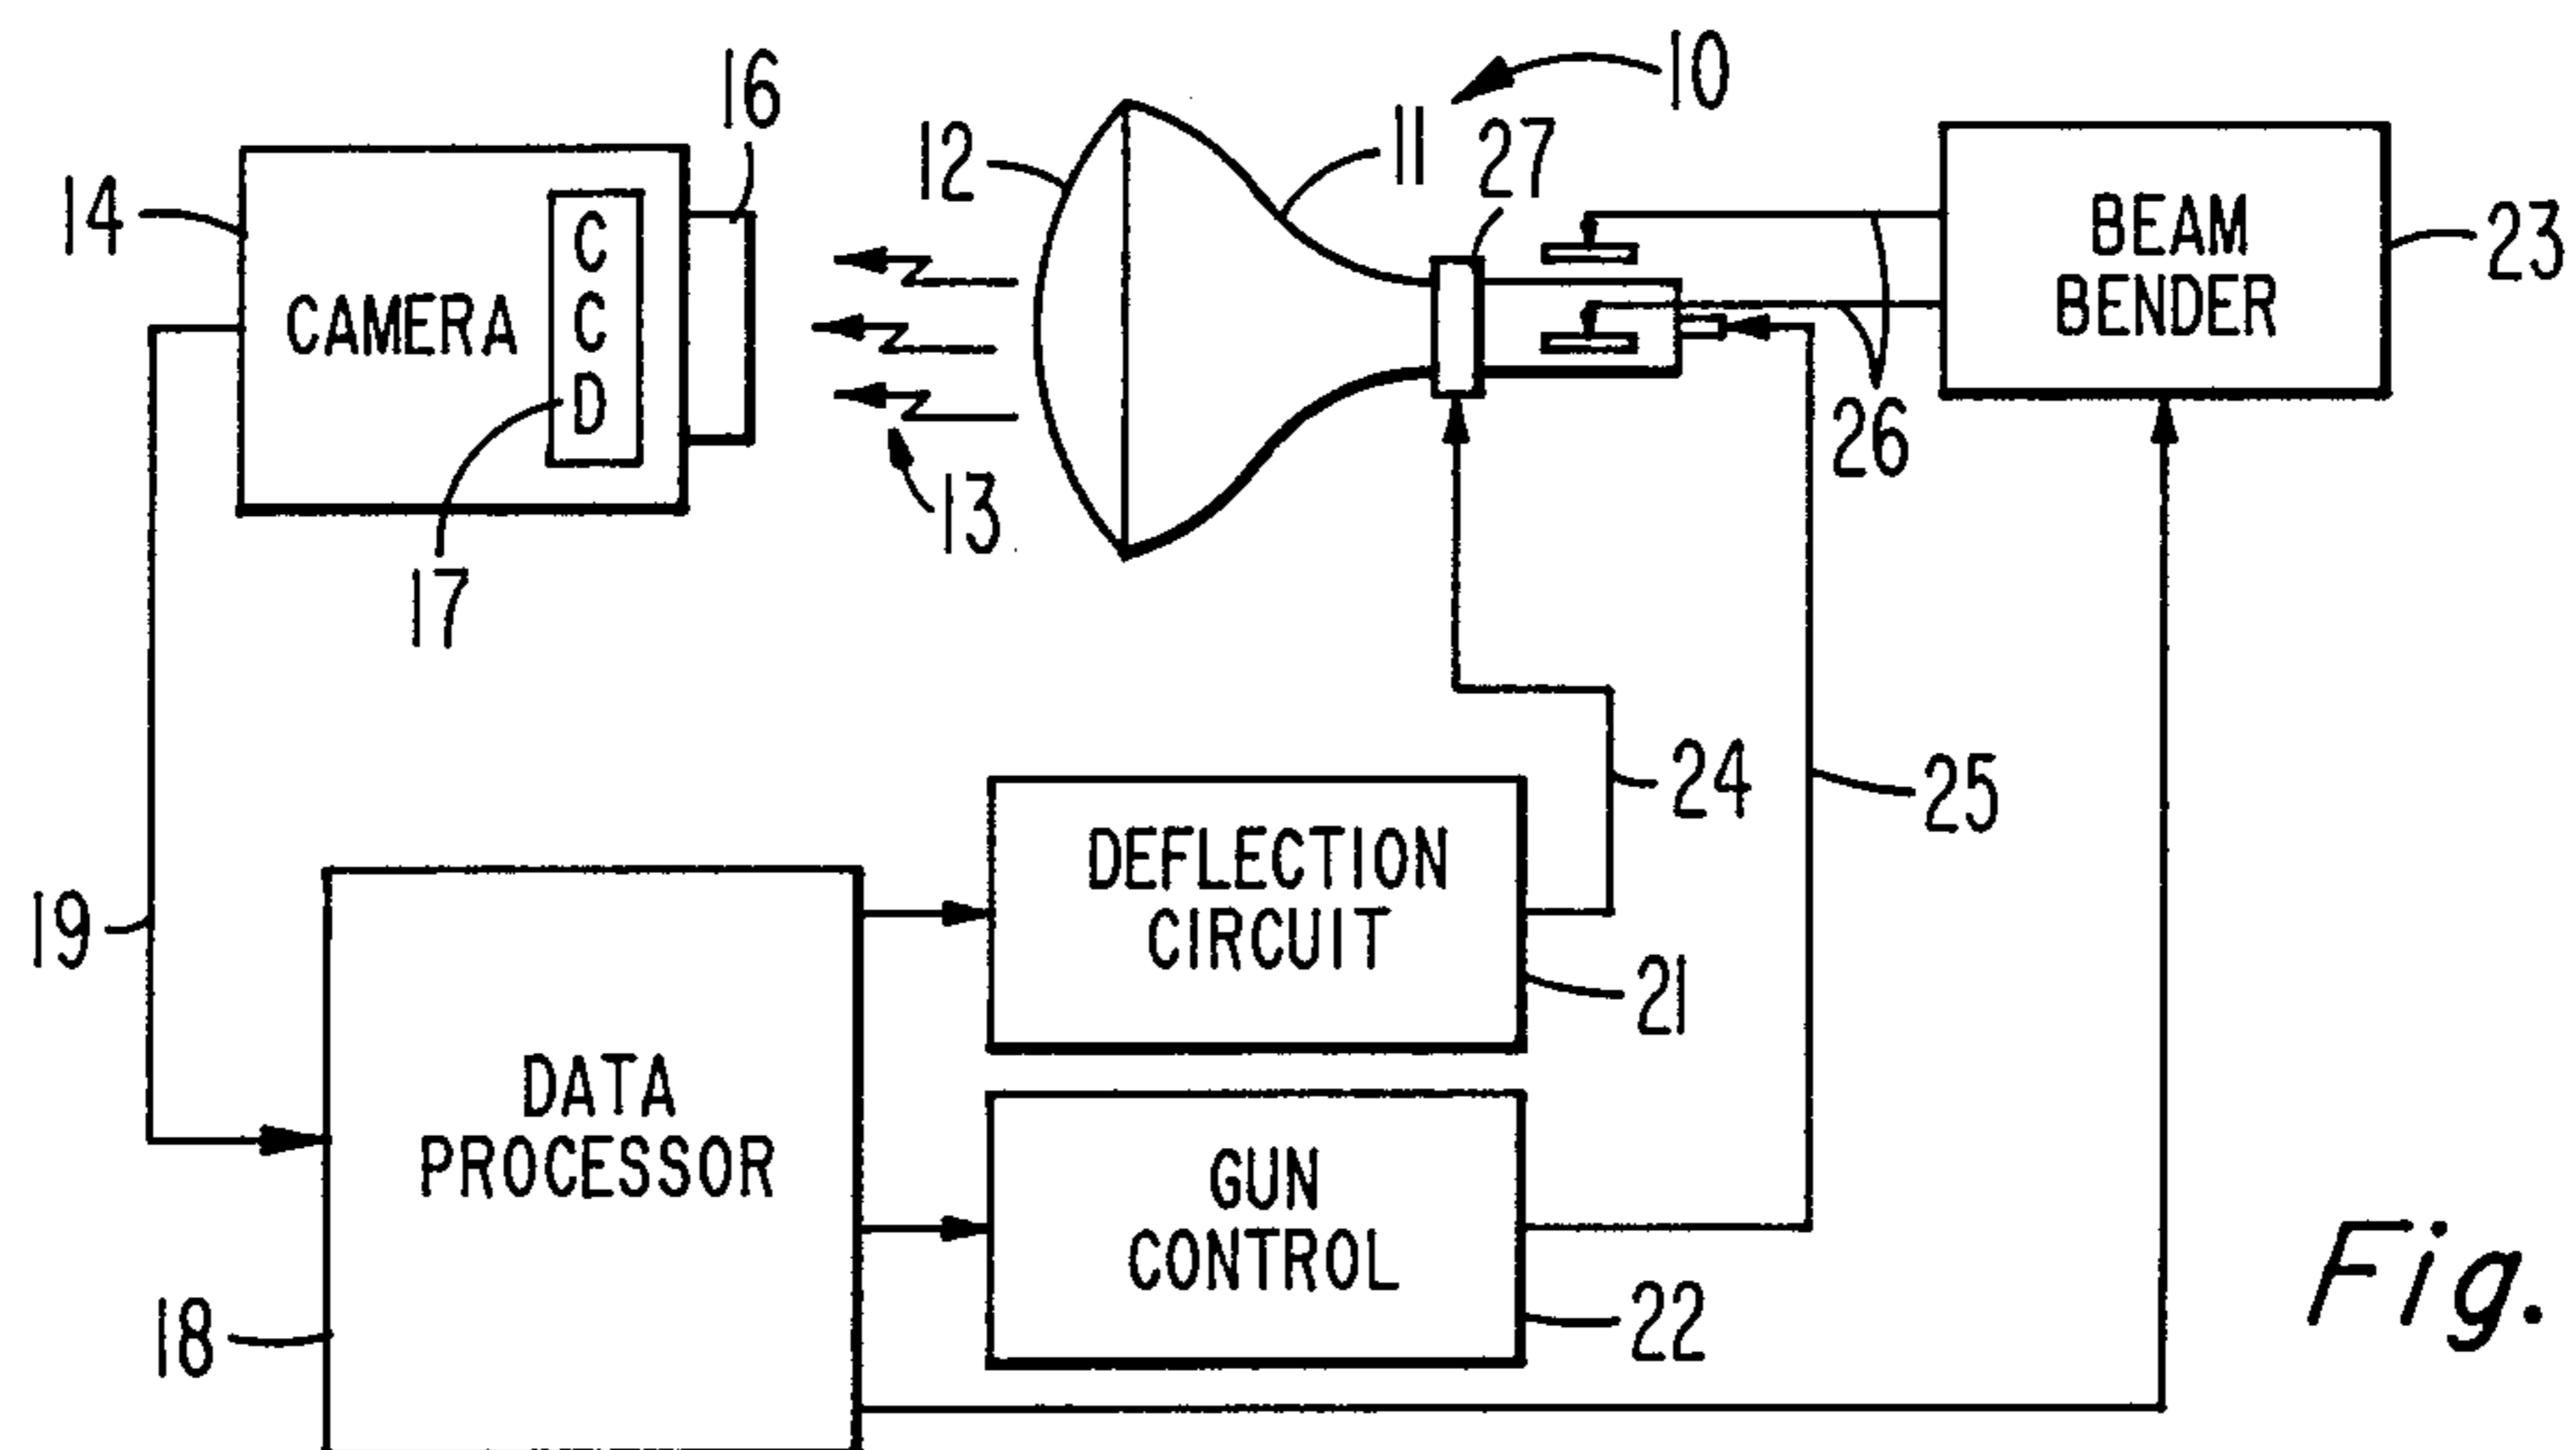 10
16
11
27
12
14
CAMERA
CCD
BEAM
BENDER
23
13
26
17
24
25
DEFLECTION
CIRCUIT
19
21
DATA
PROCESSOR
GUN
CONTROL
22
18
Fig.